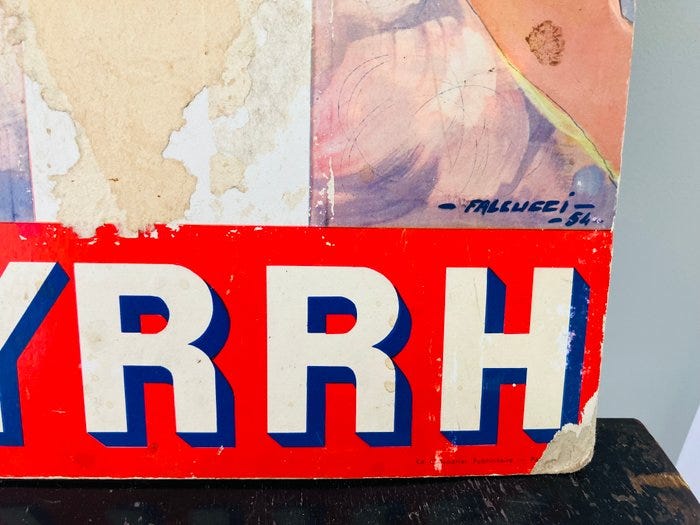 - FALCUCCI -
- 54 -
YRRH